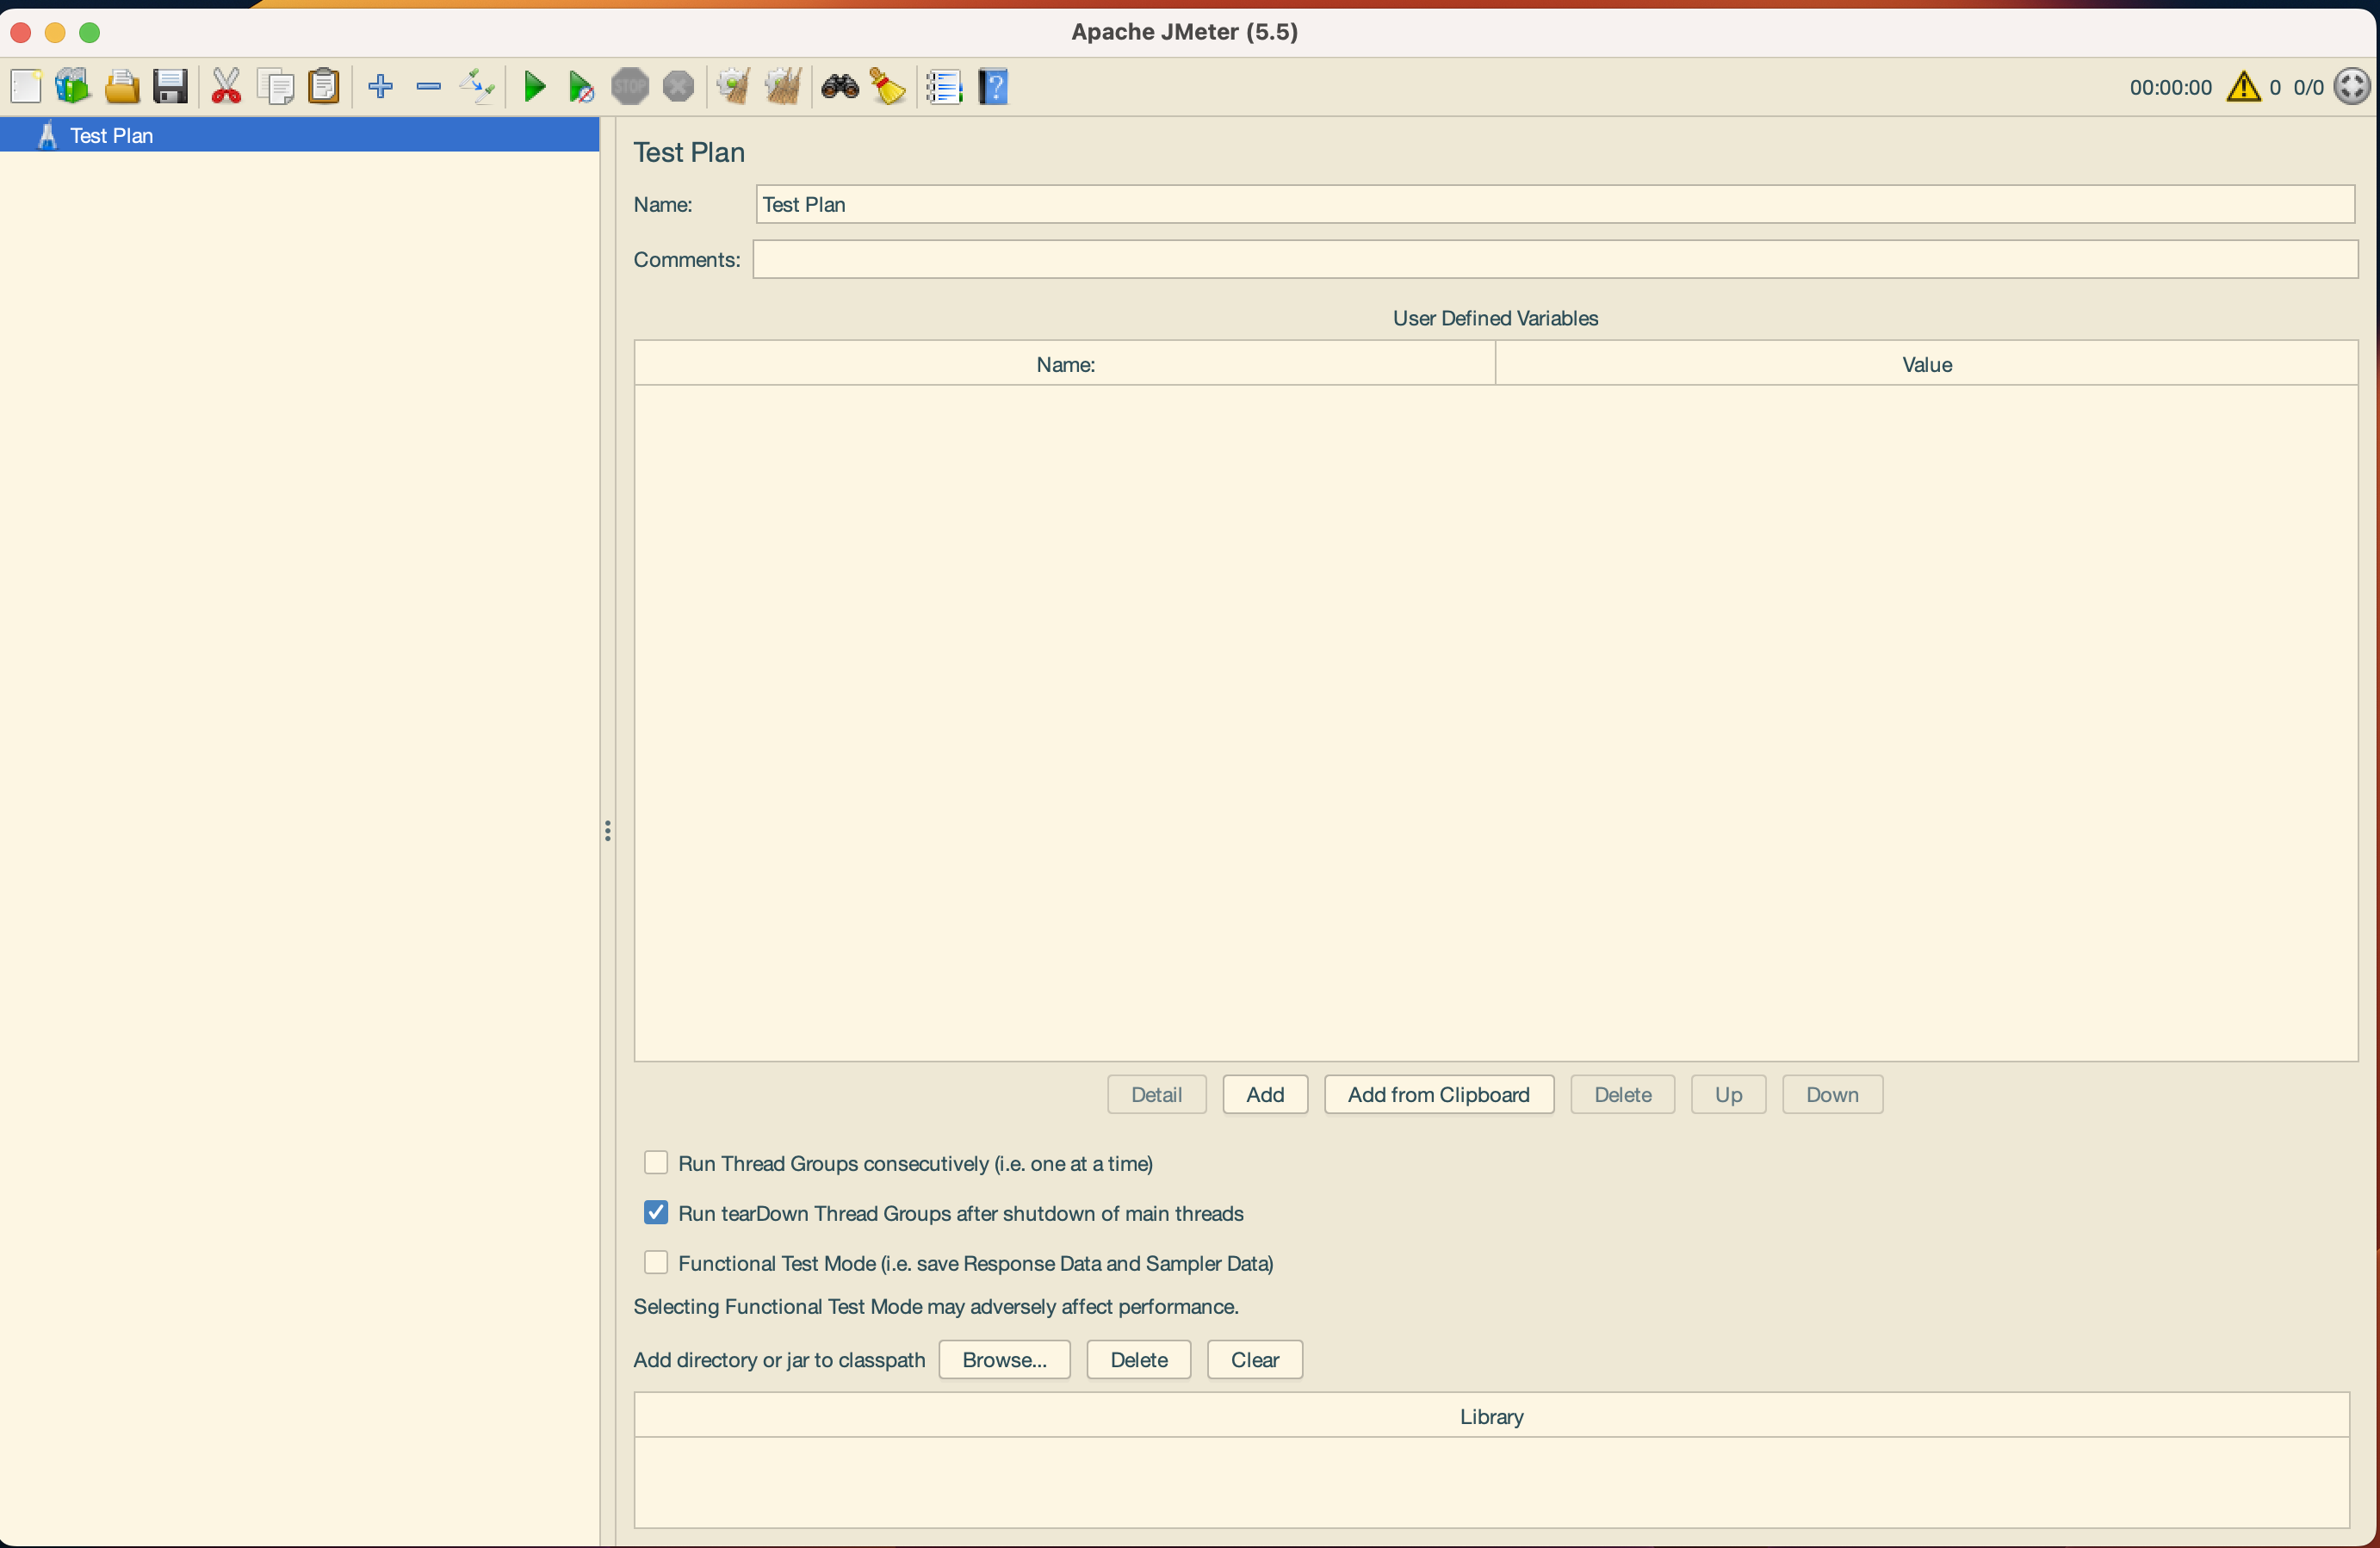 Apache JMeter (5.5)
STOP
?
00:00:00 0 0/0
Test Plan
Test Plan
Name: Test Plan
Comments:
User Defined Variables
Name: Value
Detail Add Add from Clipboard Delete Up Down
Run Thread Groups consecutively (i.e. one at a time)
Run tearDown Thread Groups after shutdown of main threads
Functional Test Mode (i.e. save Response Data and Sampler Data)
Selecting Functional Test Mode may adversely affect performance.
Add directory or jar to classpath Browse... Delete Clear
Library